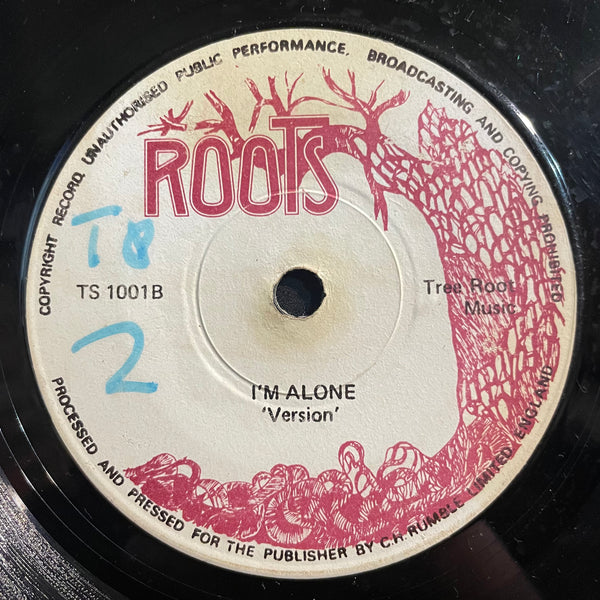 COPYRIGHT RECORD, UNAUTHORISED PUBLIC PERFORMANCE, BROADCASTING AND COPYING PROHIBITED
ROOTS
TB
TS 1001B
Tree Root
Music
2
I'M ALONE
'Version'
PROCESSED AND PRESSED FOR THE PUBLISHER BY C.H. RUMBLE LIMITED, ENGLAND